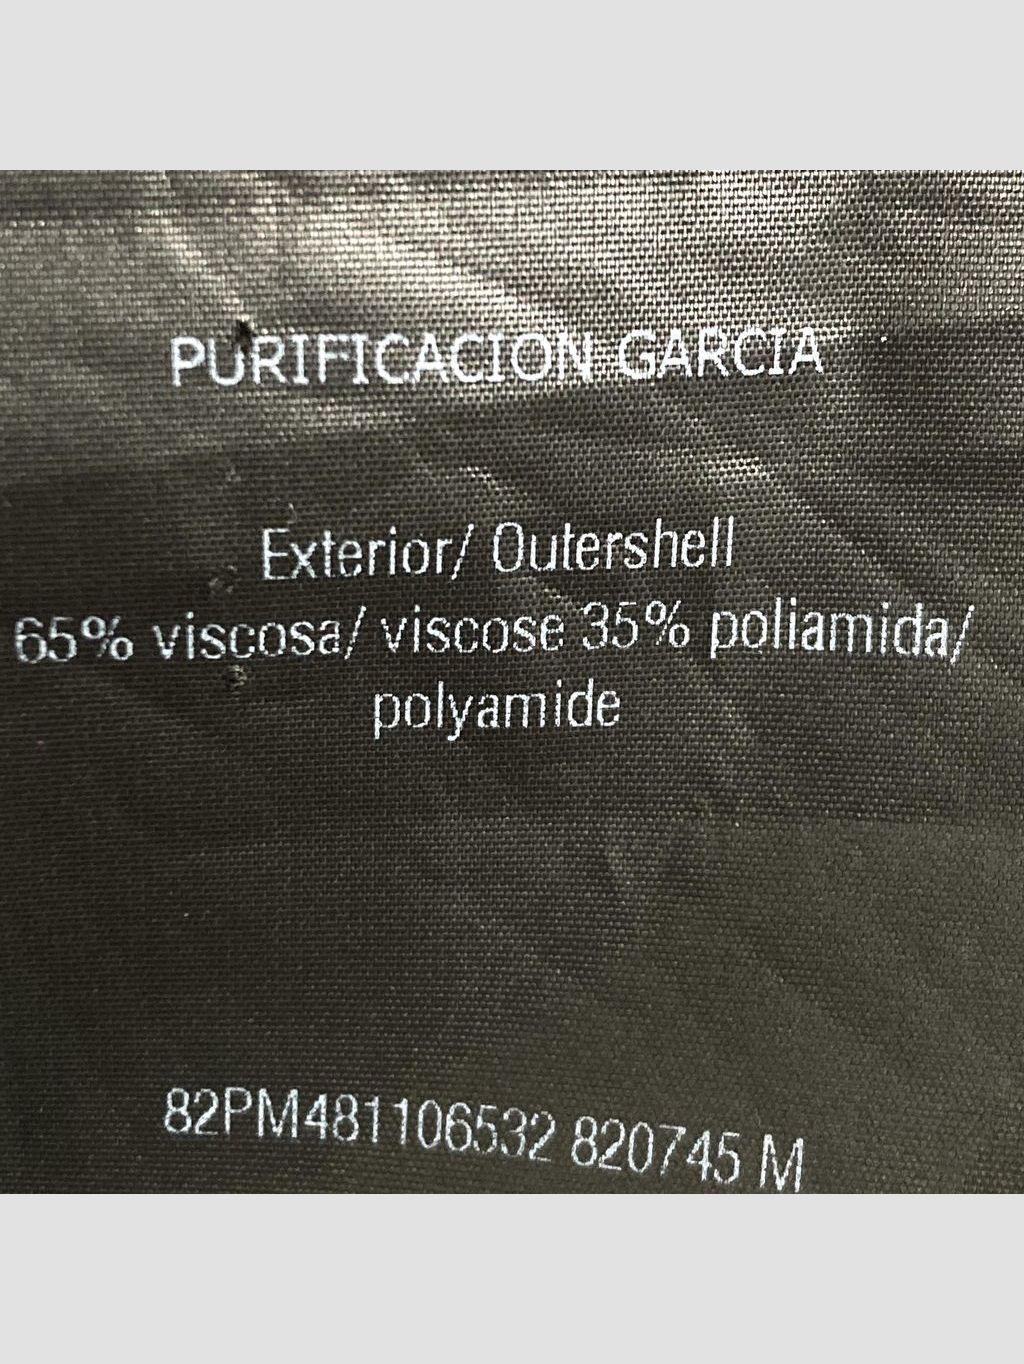 PURIFICACION GARCIA
Exterior/ Outershell
65% viscosa/ viscose 35% poliamida/
polyamide
82PM481106532 820745 M